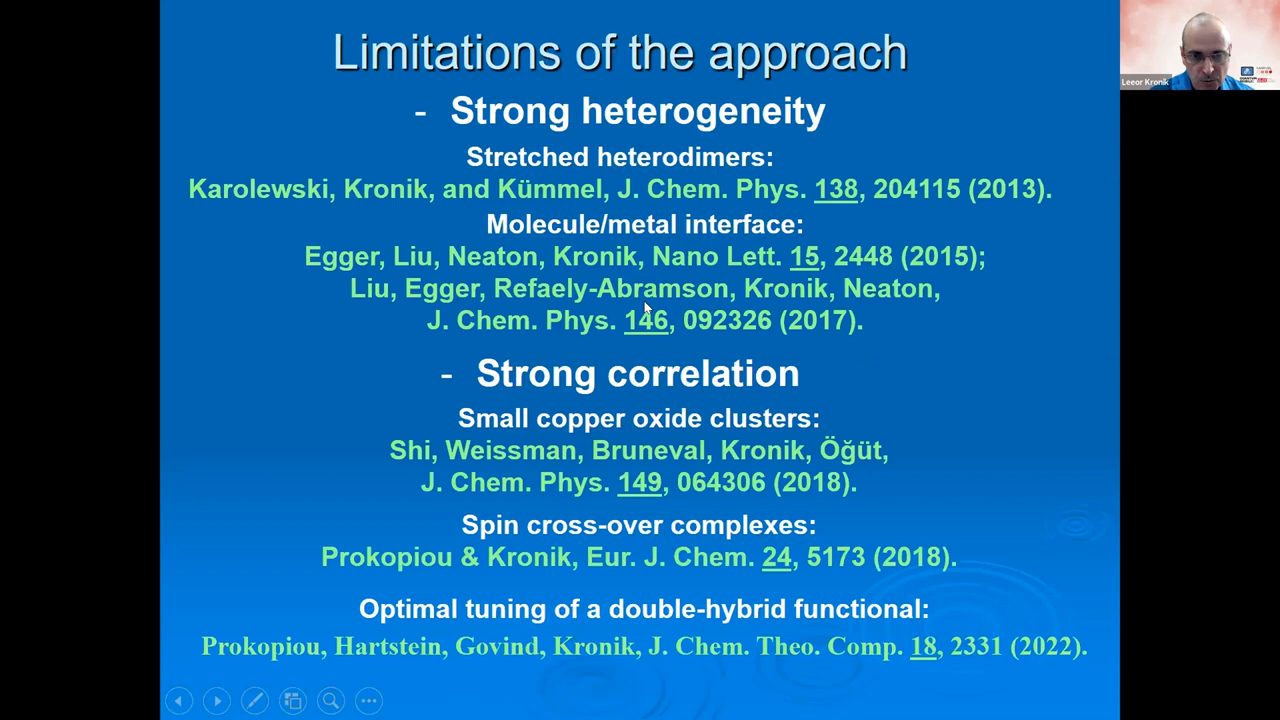 Limitations of the approach
- Strong heterogeneity
Stretched heterodimers:
Karolewski, Kronik, and Kümmel, J. Chem. Phys. 138, 204115 (2013).
Molecule/metal interface:
Egger, Liu, Neaton, Kronik, Nano Lett. 15, 2448 (2015);
Liu, Egger, Refaely-Abramson, Kronik, Neaton,
J. Chem. Phys. 146, 092326 (2017).
- Strong correlation
Small copper oxide clusters:
Shi, Weissman, Bruneval, Kronik, Öğüt,
J. Chem. Phys. 149, 064306 (2018).
Spin cross-over complexes:
Prokopiou & Kronik, Eur. J. Chem. 24, 5173 (2018).
Optimal tuning of a double-hybrid functional:
Prokopiou, Hartstein, Govind, Kronik, J. Chem. Theo. Comp. 18, 2331 (2022).
Leeor Kronik